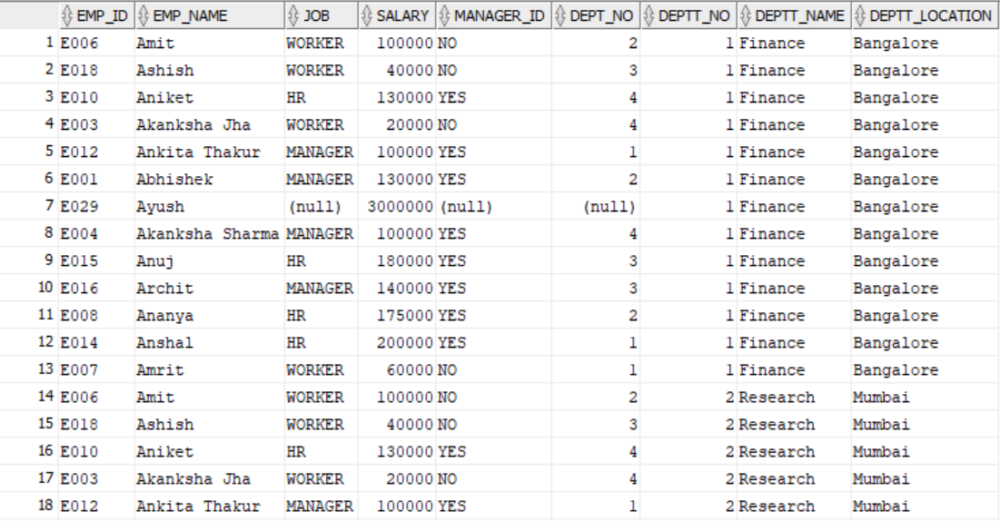 EMP_ID EMP_NAME JOB SALARY MANAGER_ID DEPT_NO DEPTT_NO DEPTT_NAME DEPTT_LOCATION
1 E006 Amit WORKER 100000 NO 2 1 Finance Bangalore
2 E018 Ashish WORKER 40000 NO 3 1 Finance Bangalore
3 E010 Aniket HR 130000 YES 4 1 Finance Bangalore
4 E003 Akanksha Jha WORKER 20000 NO 4 1 Finance Bangalore
5 E012 Ankita Thakur MANAGER 100000 YES 1 1 Finance Bangalore
6 E001 Abhishek MANAGER 130000 YES 2 1 Finance Bangalore
7 E029 Ayush (null) 3000000 (null) (null) 1 Finance Bangalore
8 E004 Akanksha Sharma MANAGER 100000 YES 4 1 Finance Bangalore
9 E015 Anuj HR 180000 YES 3 1 Finance Bangalore
10 E016 Archit MANAGER 140000 YES 3 1 Finance Bangalore
11 E008 Ananya HR 175000 YES 2 1 Finance Bangalore
12 E014 Anshal HR 200000 YES 1 1 Finance Bangalore
13 E007 Amrit WORKER 60000 NO 1 1 Finance Bangalore
14 E006 Amit WORKER 100000 NO 2 2 Research Mumbai
15 E018 Ashish WORKER 40000 NO 3 2 Research Mumbai
16 E010 Aniket HR 130000 YES 4 2 Research Mumbai
17 E003 Akanksha Jha WORKER 20000 NO 4 2 Research Mumbai
18 E012 Ankita Thakur MANAGER 100000 YES 1 2 Research Mumbai